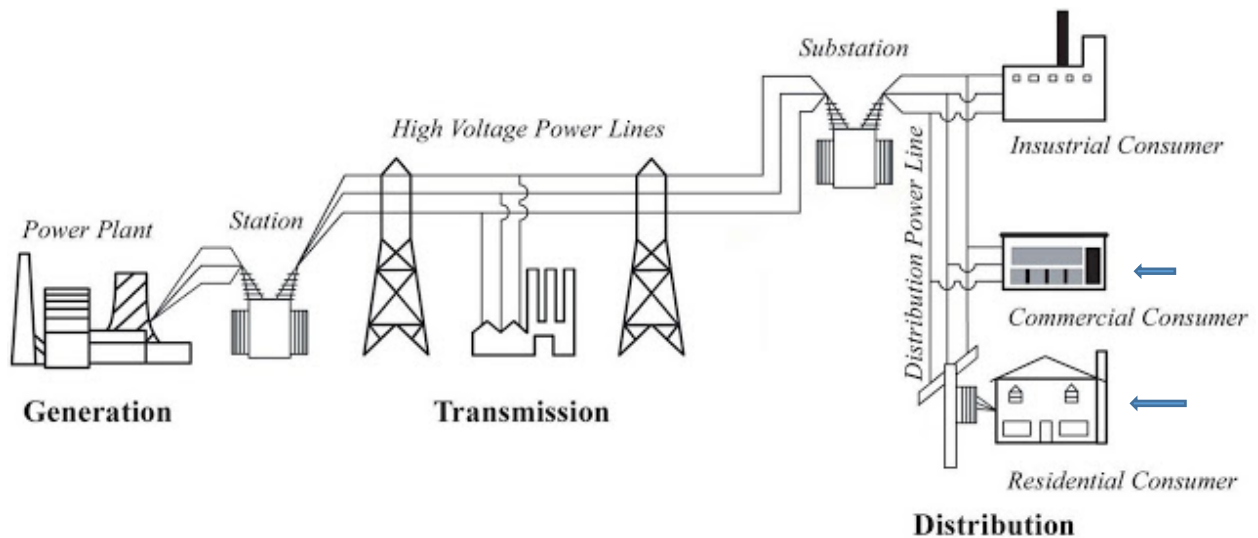 Substation
High Voltage Power Lines
Insustrial Consumer
Station
Power Plant
Distribution Power Line
Commercial Consumer
Generation
Transmission
Residential Consumer
Distribution